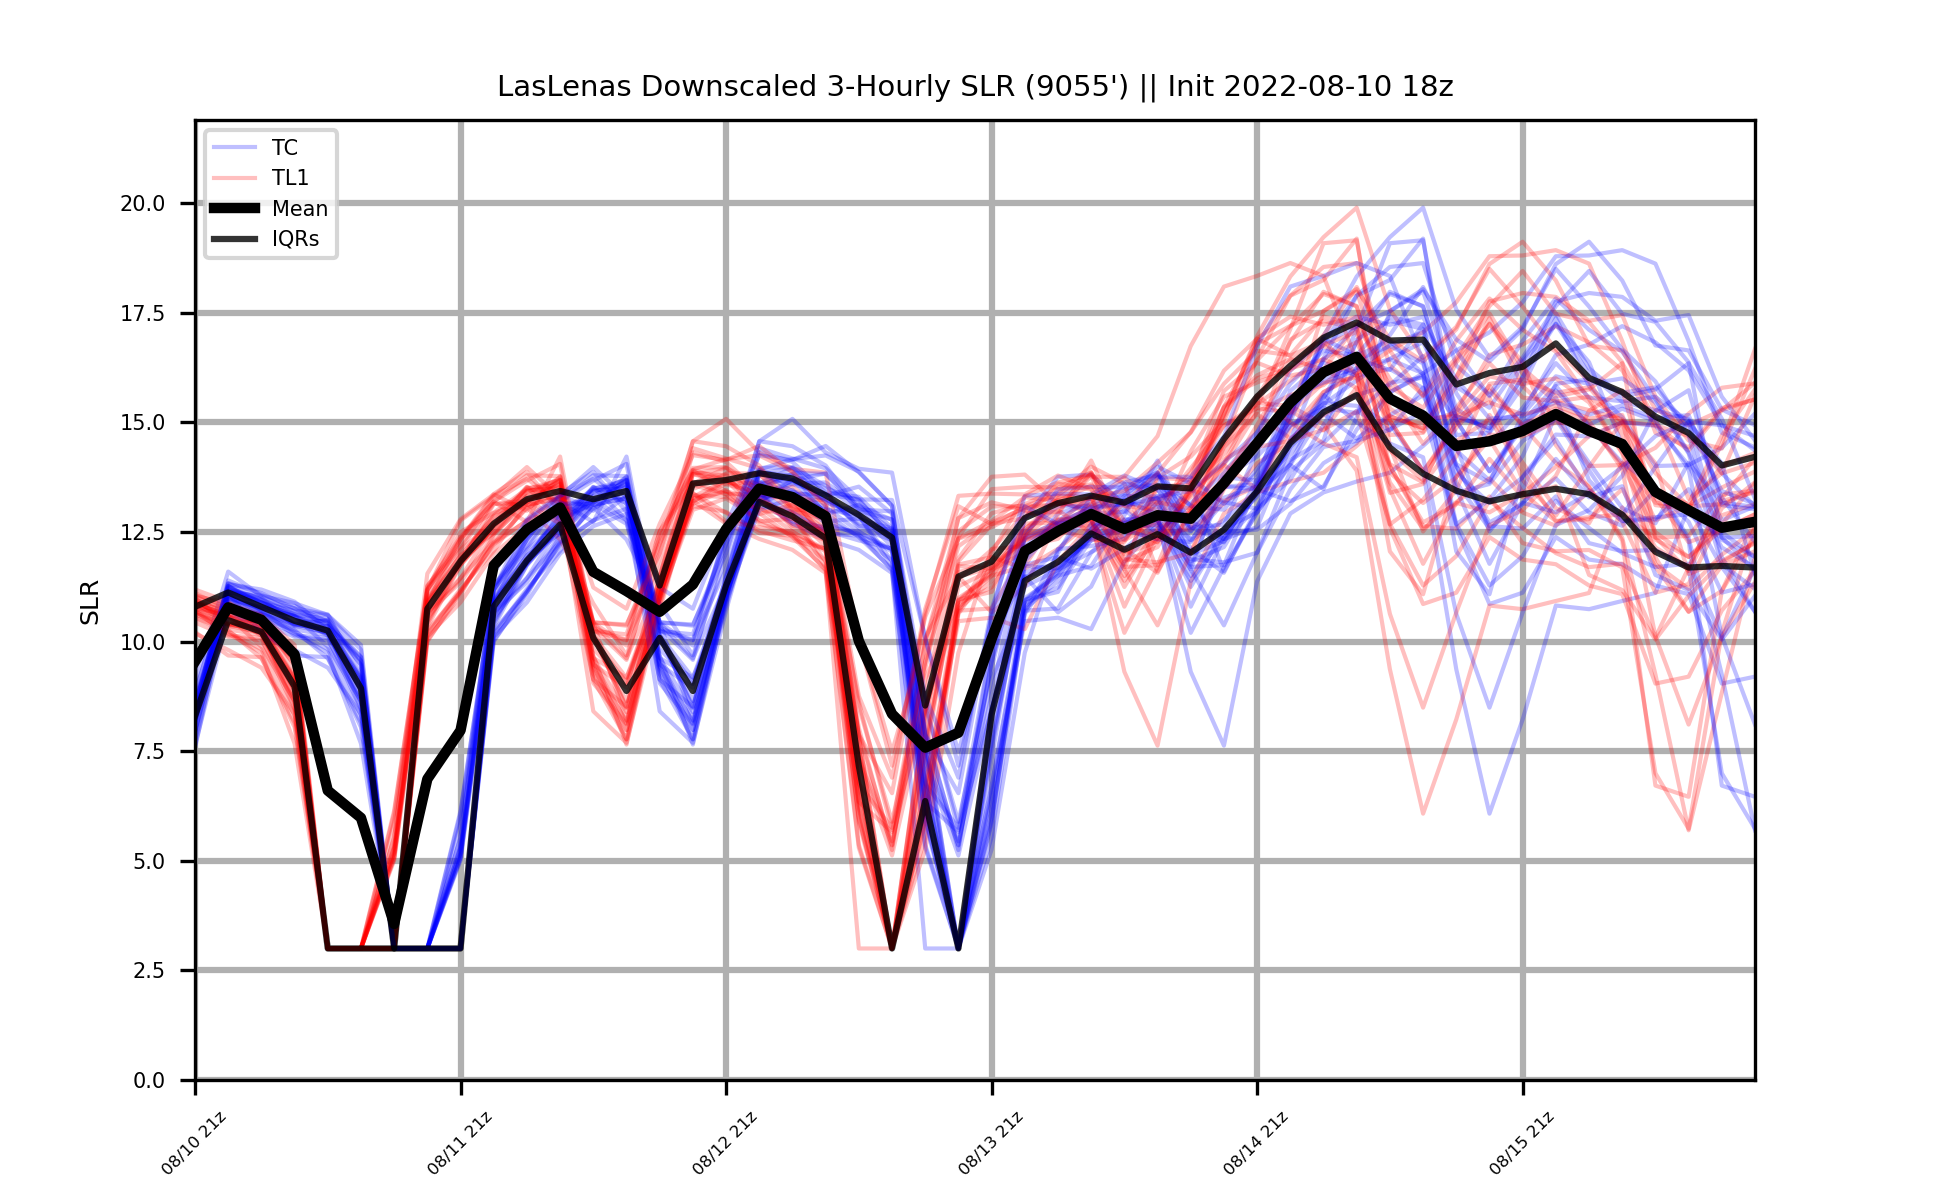 LasLenas Downscaled 3-Hourly SLR (9055') || Init 2022-08-10 18z
TC
TL1
Mean
IQRs
SLR
20.0
17.5
15.0
12.5
10.0
7.5
5.0
2.5
0.0
08/10 21z
08/11 21z
08/12 21z
08/13 21z
08/14 21z
08/15 21z